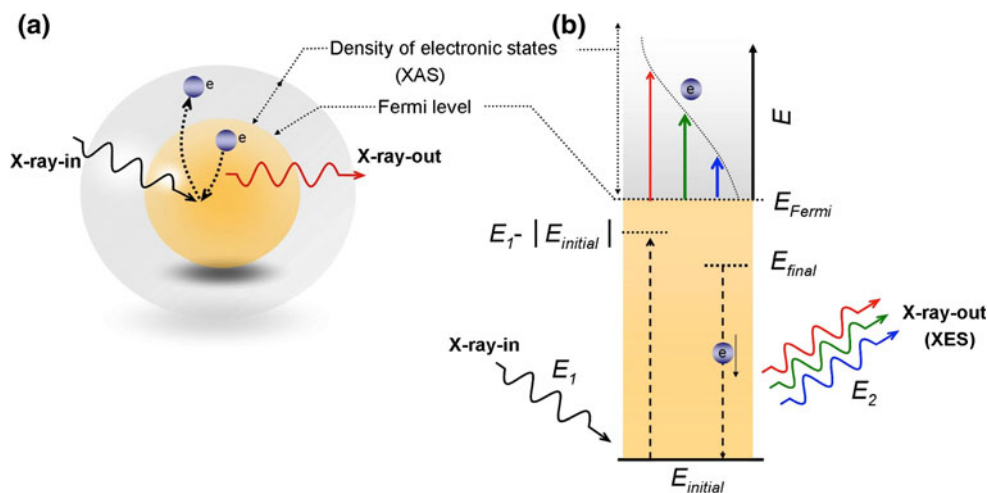 (a)
Density of electronic states
(XAS)
Fermi level
e
e
X-ray-in
X-ray-out
(b)
e
E
E_Fermi
E_1- |E_initial|
E_final
X-ray-in
E_1
e
X-ray-out
(XES)
E_2
E_initial